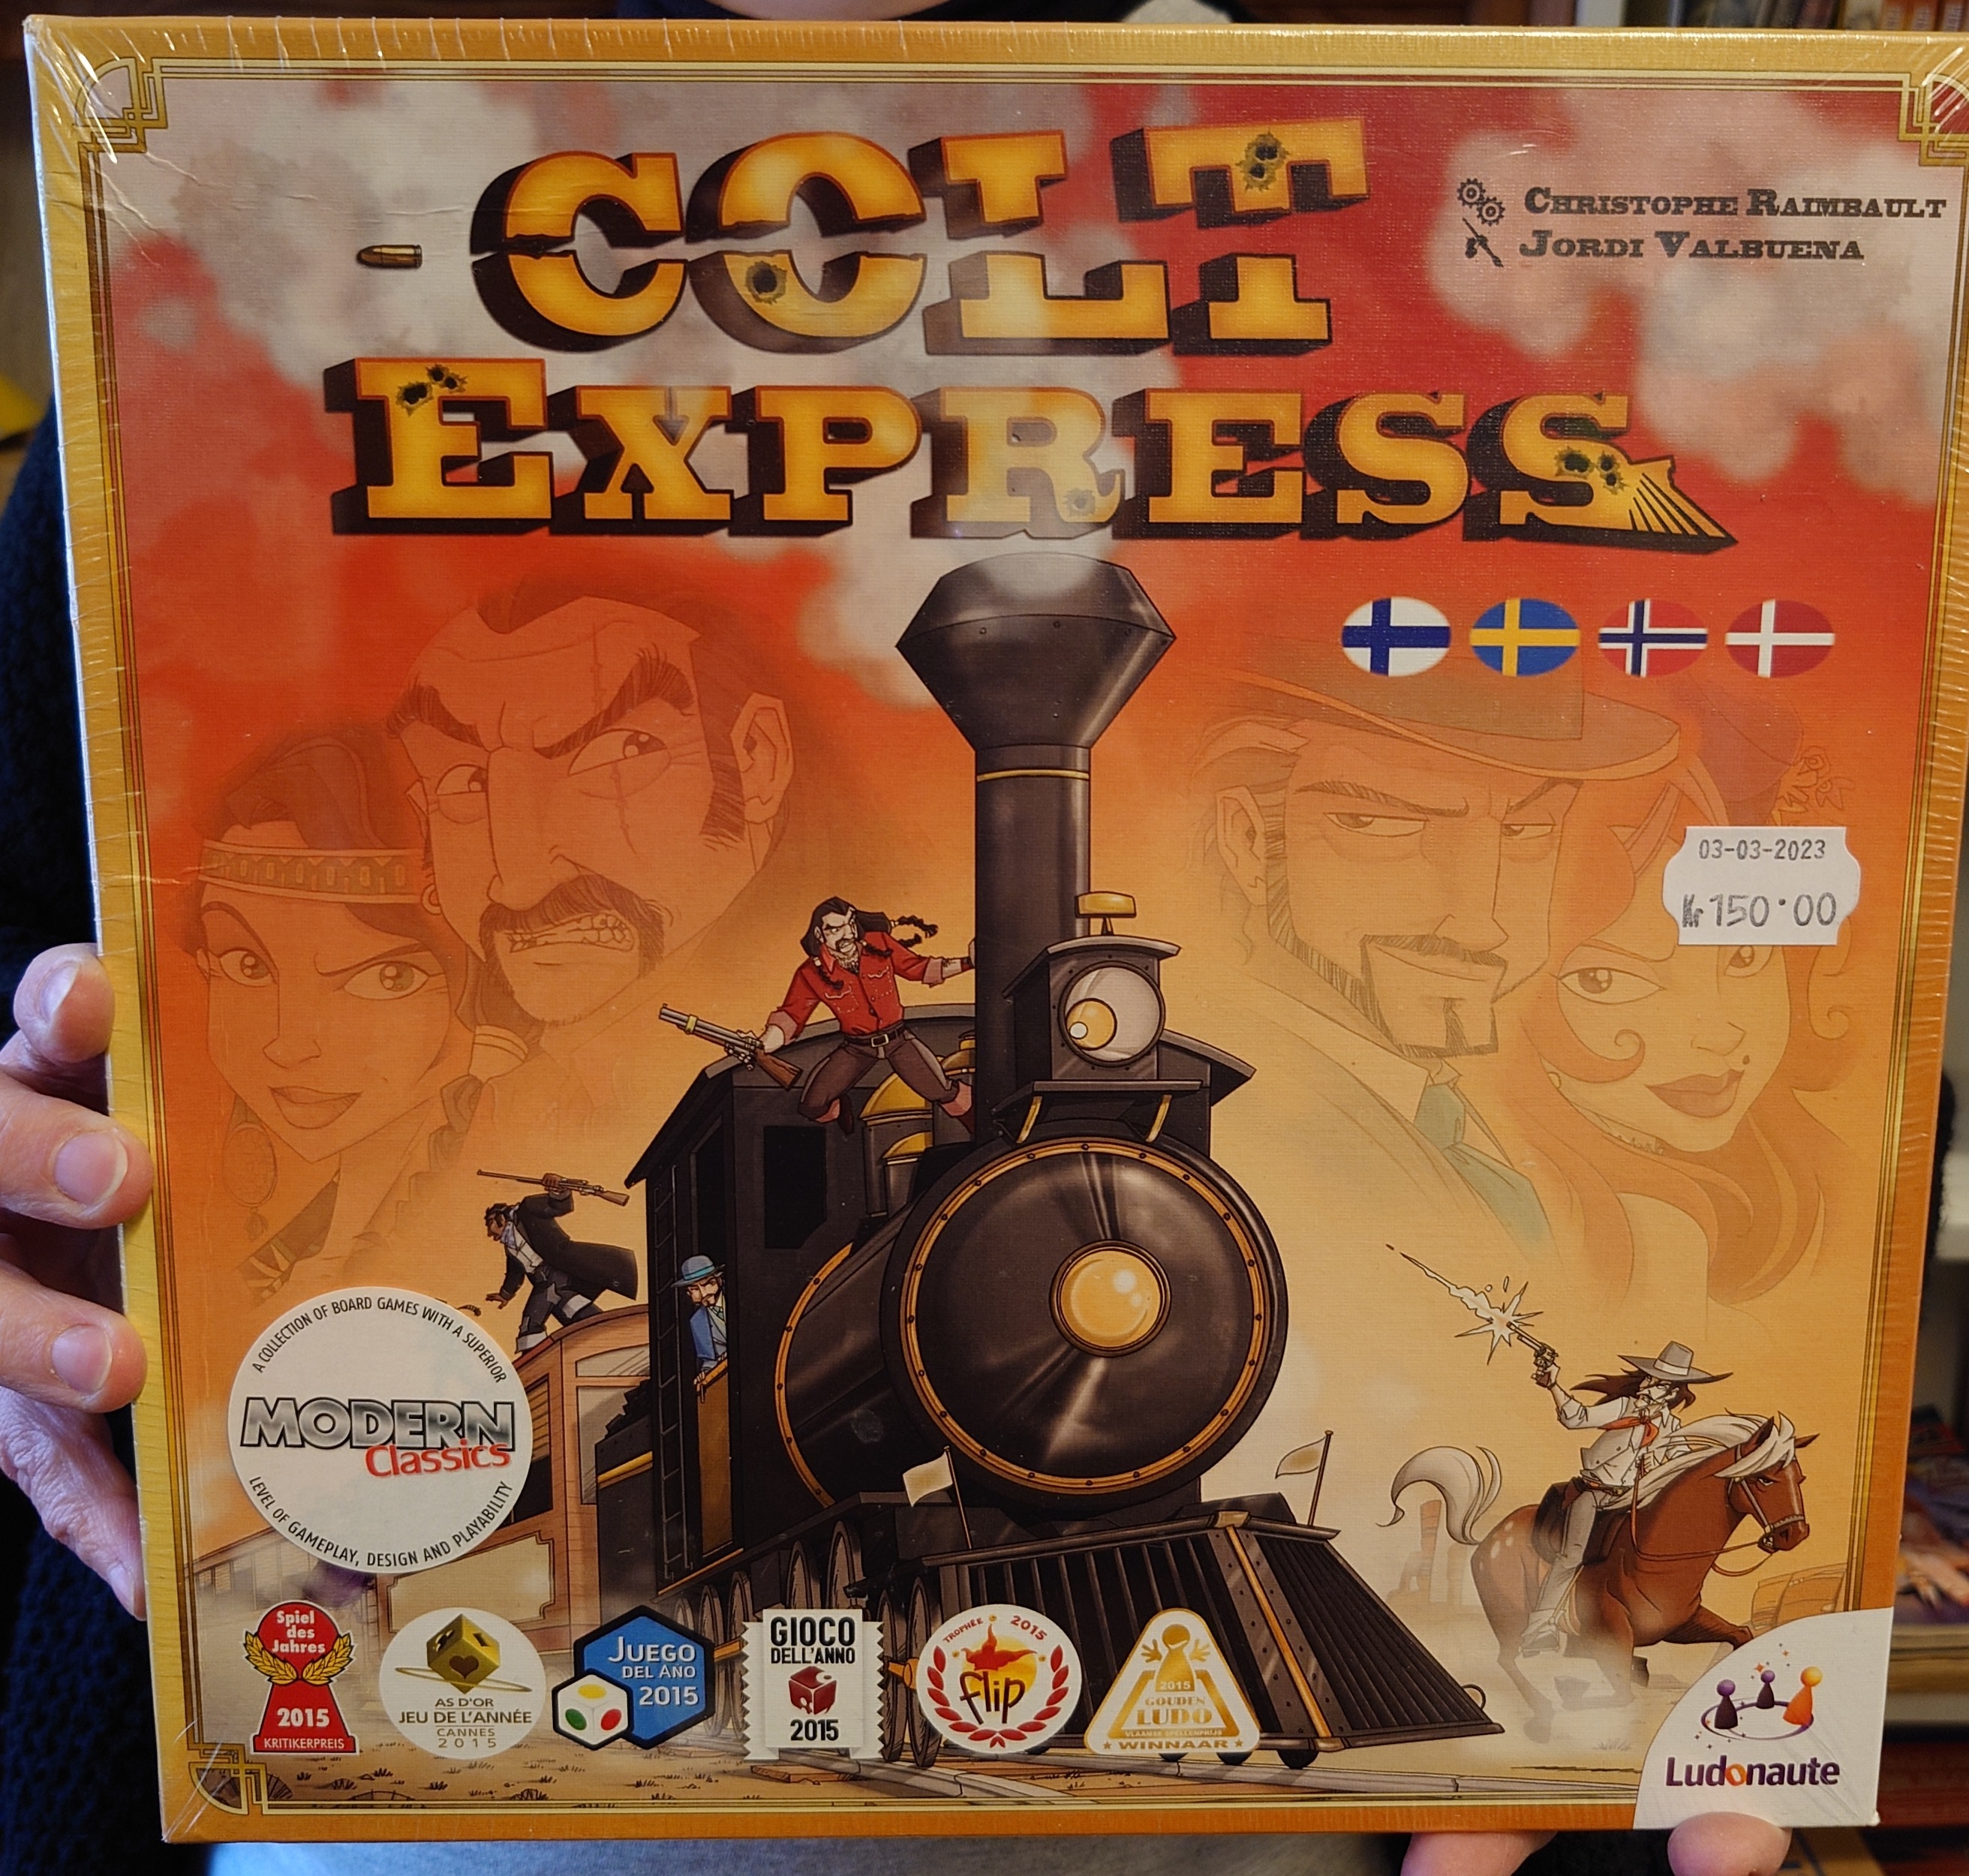 COLT
EXPRESS
CHRISTOPHE RAIMBAULT
JORDI VALBUENA
03-03-2023
Kr 150·00
A COLLECTION OF BOARD GAMES WITH A SUPERIOR
MODERN
Classics
LEVEL OF GAMEPLAY, DESIGN AND PLAYABILITY
Spiel
des
Jahres
2015
KRITIKERPREIS
AS D'OR
JEU DE L'ANNÉE
CANNES
2015
JUEGO
DEL AÑO
2015
GIOCO
DELL'ANNO
2015
TROPHÉE 2015
flip
2015
GOUDEN
LUDO
VLAAMSE SPELLENPRIJS
WINNAAR
Ludonaute